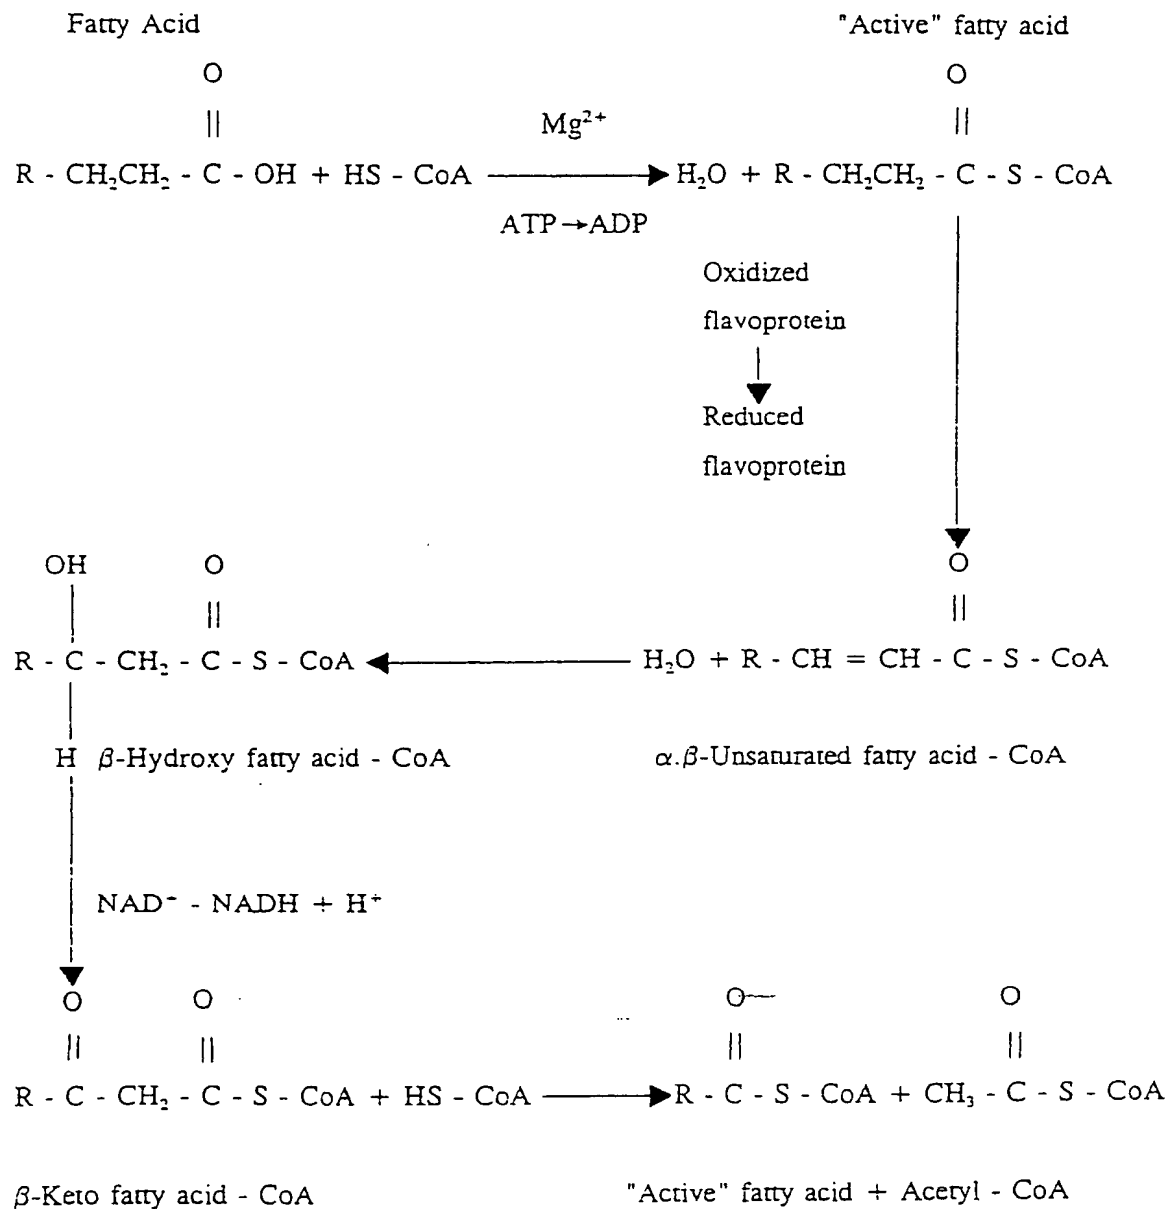 Fatty Acid "Active" fatty acid
O O
|| Mg²⁺ ||
R - CH₂CH₂ - C - OH + HS - CoA → H₂O + R - CH₂CH₂ - C - S - CoA
ATP→ADP
Oxidized
flavoprotein
Reduced
flavoprotein
OH O O
|| ||
R - C - CH₂ - C - S - CoA ← H₂O + R - CH = CH - C - S - CoA
H β-Hydroxy fatty acid - CoA α.β-Unsaturated fatty acid - CoA
NAD⁺ - NADH + H⁺
O O O O
|| || || ||
R - C - CH₂ - C - S - CoA + HS - CoA → R - C - S - CoA + CH₃ - C - S - CoA
β-Keto fatty acid - CoA "Active" fatty acid + Acetyl - CoA